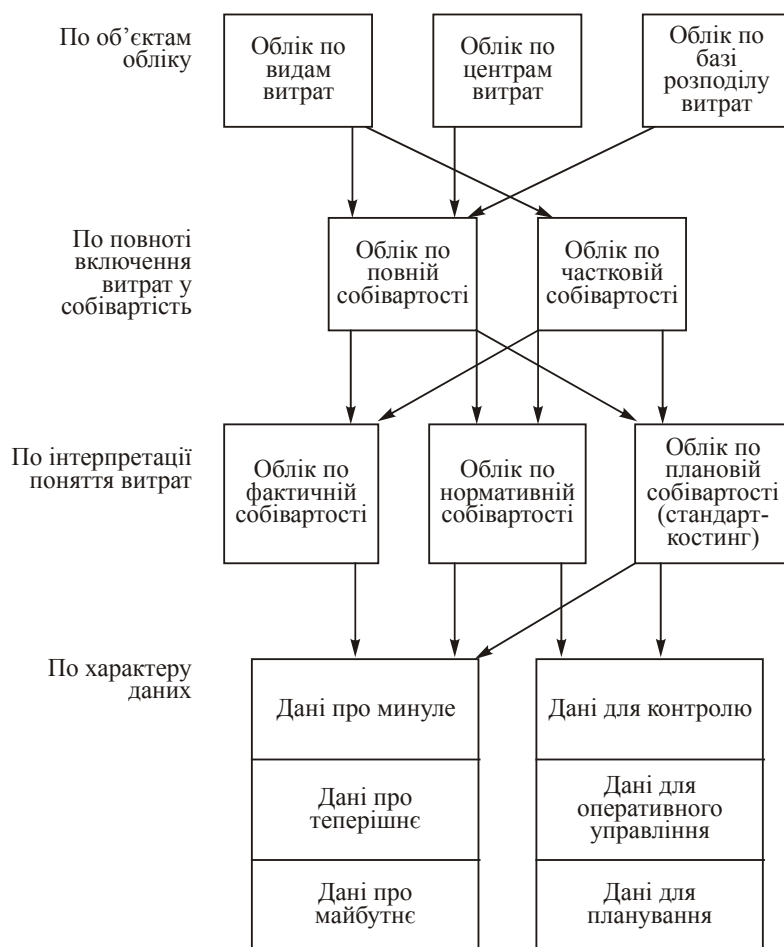 По об’єктам
обліку
Облік по
видам
витрат
Облік по
центрам
витрат
Облік по
базі
розподілу
витрат
По повноті
включення
витрат у
собівартість
Облік по
повній
собівартості
Облік по
частковій
собівартості
По інтерпретації
поняття витрат
Облік по
фактичній
собівартості
Облік по
нормативній
собівартості
Облік по
плановій
собівартості
(стандарт-
костинг)
По характеру
даних
Дані про минуле
Дані для контролю
Дані про
теперішнє
Дані для
оперативного
управління
Дані про
майбутнє
Дані для
планування